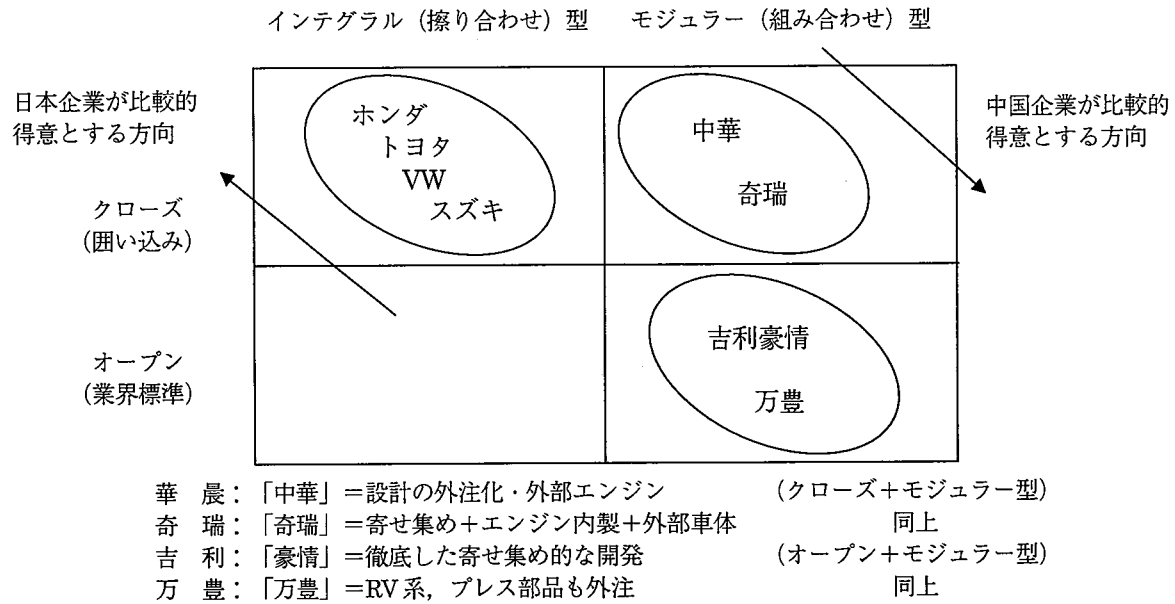 インテグラル（擦り合わせ）型
モジュラー（組み合わせ）型
日本企業が比較的
得意とする方向
中国企業が比較的
得意とする方向
クローズ
（囲い込み）
ホンダ
トヨタ
VW
スズキ
中華
奇瑞
オープン
（業界標準）
吉利豪情
万豊
華　晨：「中華」＝設計の外注化・外部エンジン　（クローズ＋モジュラー型）
奇　瑞：「奇瑞」＝寄せ集め＋エンジン内製＋外部車体　同上
吉　利：「豪情」＝徹底した寄せ集め的な開発　（オープン＋モジュラー型）
万　豊：「万豊」＝RV系，プレス部品も外注　同上